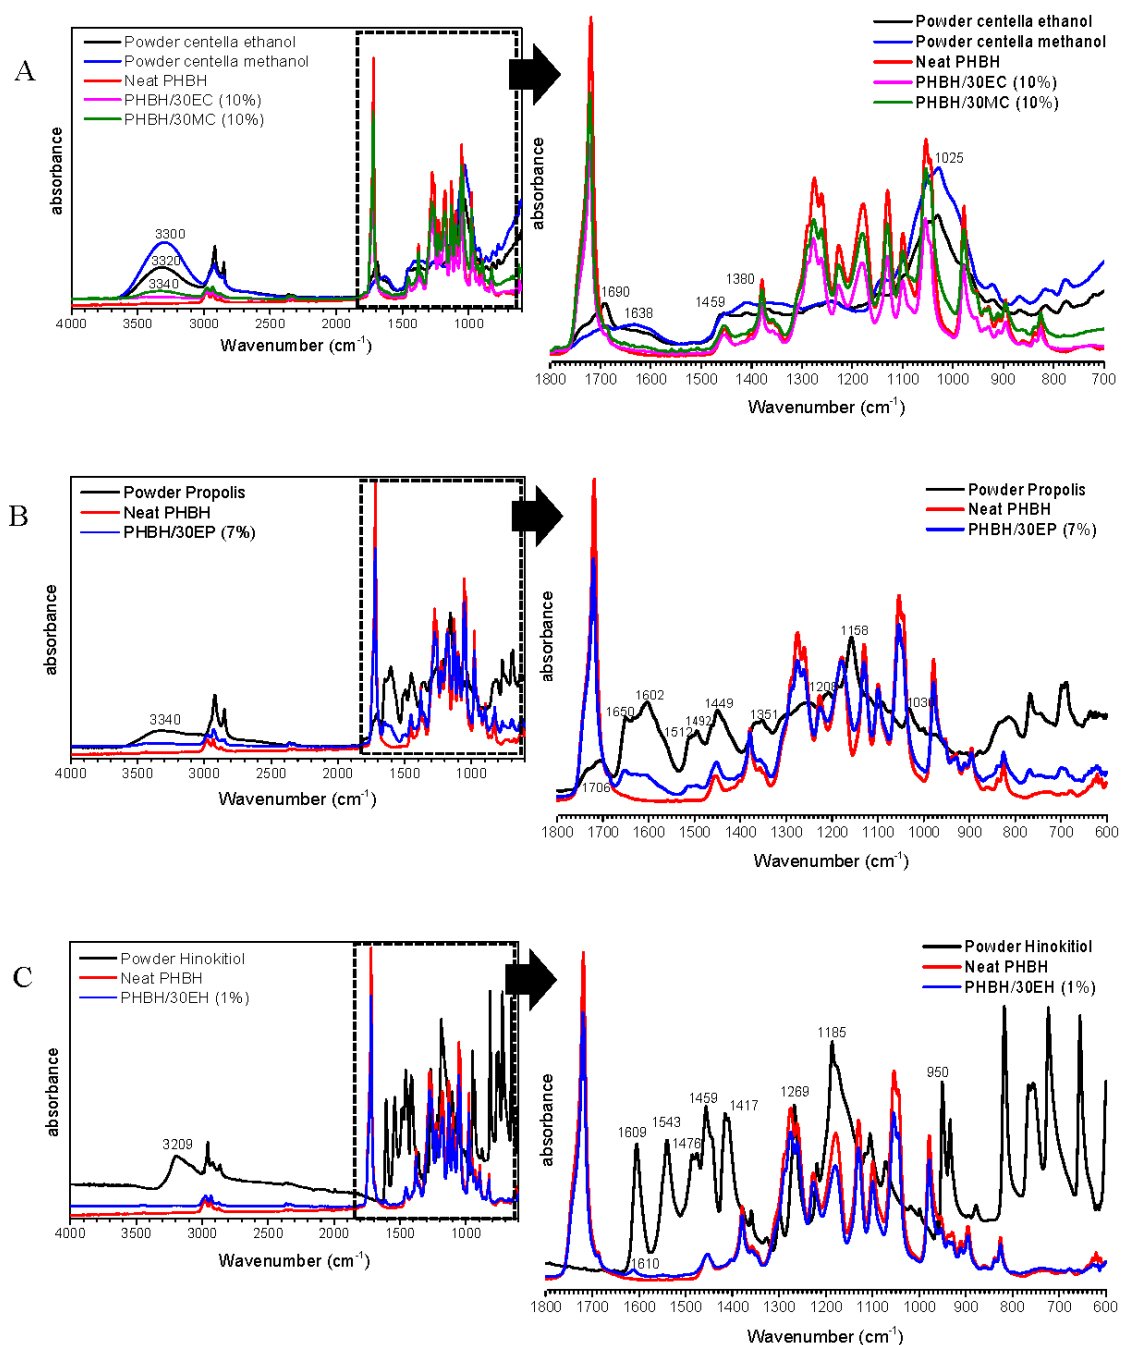 A
Powder centella ethanol
Powder centella methanol
Neat PHBH
PHBH/30EC (10%)
PHBH/30MC (10%)
absorbance
3300
3320
3340
4000 3000 2000 1500 1000
Wavenumber (cm-1)
Powder centella ethanol
Powder centella methanol
Neat PHBH
PHBH/30EC (10%)
PHBH/30MC (10%)
absorbance
1690
1638
1459
1380
1025
1800 1700 1600 1500 1400 1300 1200 1100 1000 900 800 700
Wavenumber (cm-1)
B
Powder Propolis
Neat PHBH
PHBH/30EP (7%)
absorbance
3340
4000 3000 2000 1500 1000
Wavenumber (cm-1)
Powder Propolis
Neat PHBH
PHBH/30EP (7%)
absorbance
1706
1650
1602
1512
1492
1449
1351
1208
1158
1030
1800 1700 1600 1500 1400 1300 1200 1100 1000 900 800 700 600
Wavenumber (cm-1)
C
Powder Hinokitiol
Neat PHBH
PHBH/30EH (1%)
absorbance
3209
4000 3000 2000 1500 1000
Wavenumber (cm-1)
Powder Hinokitiol
Neat PHBH
PHBH/30EH (1%)
absorbance
1609
1610
1543
1476
1459
1417
1269
1185
950
1800 1700 1600 1500 1400 1300 1200 1100 1000 900 800 700 600
Wavenumber (cm-1)